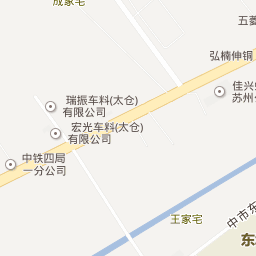 成家宅
五菱
弘楠伸铜
佳兴
苏州
瑞振车料(太仓)
有限公司
宏光车料(太仓)
有限公司
中铁四局
一分公司
王家宅
中市东
东